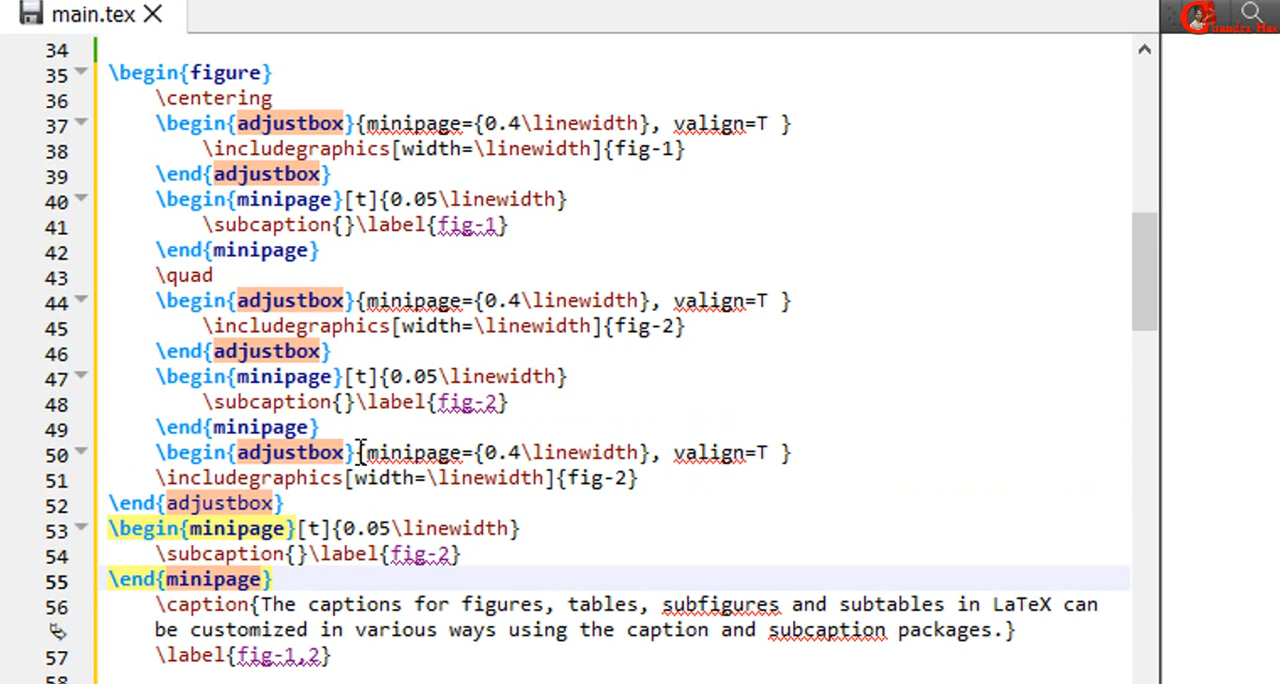 main.tex
Chandra Has
34
35 \begin{figure}
36 \centering
37 \begin{adjustbox}{minipage={0.4\linewidth}, valign=T }
38 \includegraphics[width=\linewidth]{fig-1}
39 \end{adjustbox}
40 \begin{minipage}[t]{0.05\linewidth}
41 \subcaption{}\label{fig-1}
42 \end{minipage}
43 \quad
44 \begin{adjustbox}{minipage={0.4\linewidth}, valign=T }
45 \includegraphics[width=\linewidth]{fig-2}
46 \end{adjustbox}
47 \begin{minipage}[t]{0.05\linewidth}
48 \subcaption{}\label{fig-2}
49 \end{minipage}
50 \begin{adjustbox}{minipage={0.4\linewidth}, valign=T }
51 \includegraphics[width=\linewidth]{fig-2}
52 \end{adjustbox}
53 \begin{minipage}[t]{0.05\linewidth}
54 \subcaption{}\label{fig-2}
55 \end{minipage}
56 \caption{The captions for figures, tables, subfigures and subtables in LaTeX can
be customized in various ways using the caption and subcaption packages.}
57 \label{fig-1,2}
58